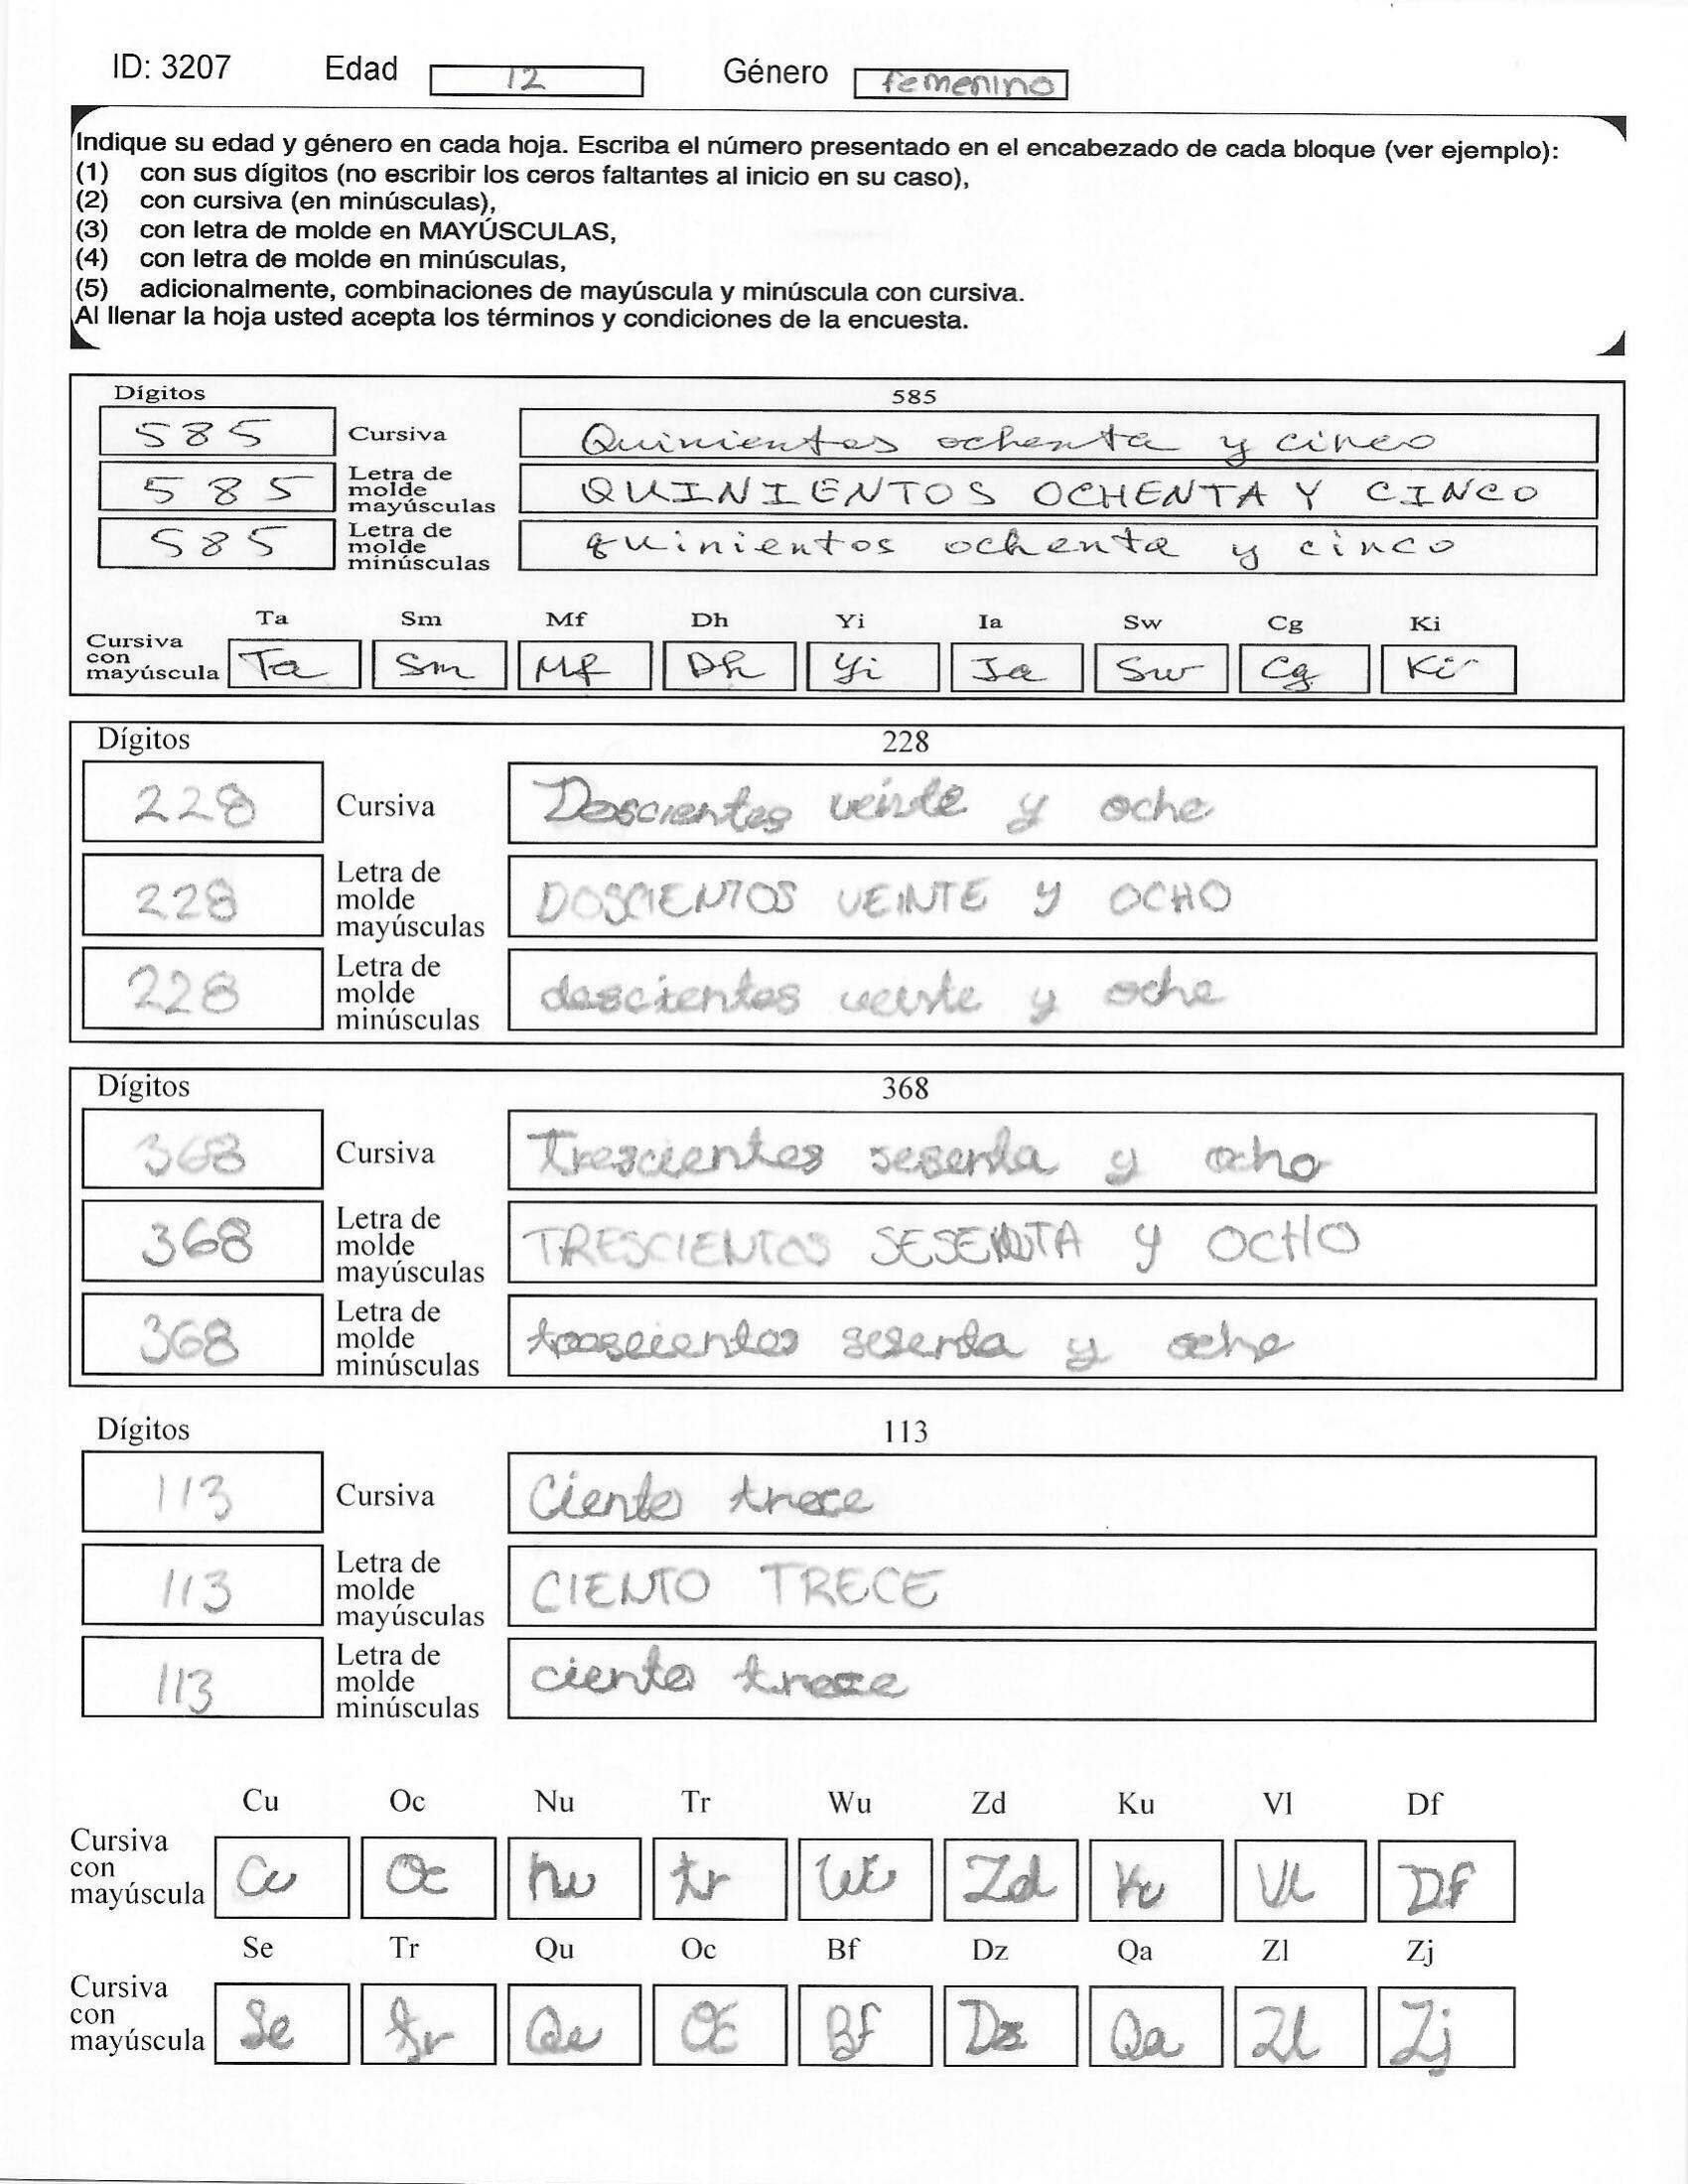 ID: 3207 Edad 12 Género femenino
Indique su edad y género en cada hoja. Escriba el número presentado en el encabezado de cada bloque (ver ejemplo):
(1) con sus dígitos (no escribir los ceros faltantes al inicio en su caso),
(2) con cursiva (en minúsculas),
(3) con letra de molde en MAYÚSCULAS,
(4) con letra de molde en minúsculas,
(5) adicionalmente, combinaciones de mayúscula y minúscula con cursiva.
Al llenar la hoja usted acepta los términos y condiciones de la encuesta.
Dígitos 585
585 Cursiva Quinientos ochenta y cinco
585 Letra de molde mayúsculas QUINIENTOS OCHENTA Y CINCO
585 Letra de molde minúsculas quinientos ochenta y cinco
Ta Sm Mf Dh Yi Ia Sw Cg Ki
Cursiva con mayúscula Ta Sm Mf Dh Yi Ia Sw Cg Ki
Dígitos 228
228 Cursiva Doscientos veinte y ocho
228 Letra de molde mayúsculas DOSCIENTOS VEINTE y OCHO
228 Letra de molde minúsculas doscientos veinte y ocho
Dígitos 368
368 Cursiva Trescientos sesenta y ocho
368 Letra de molde mayúsculas TRESCIENTOS SESENTA y OCHO
368 Letra de molde minúsculas trescientos sesenta y ocho
Dígitos 113
113 Cursiva Ciento trece
113 Letra de molde mayúsculas CIENTO TRECE
113 Letra de molde minúsculas ciento trece
Cu Oc Nu Tr Wu Zd Ku Vl Df
Cursiva con mayúscula Cu Oc Nu tr Wu Zd Ku Vl Df
Se Tr Qu Oc Bf Dz Qa Zl Zj
Cursiva con mayúscula Se tr Qu Oc Bf Dz Qa Zl Zj